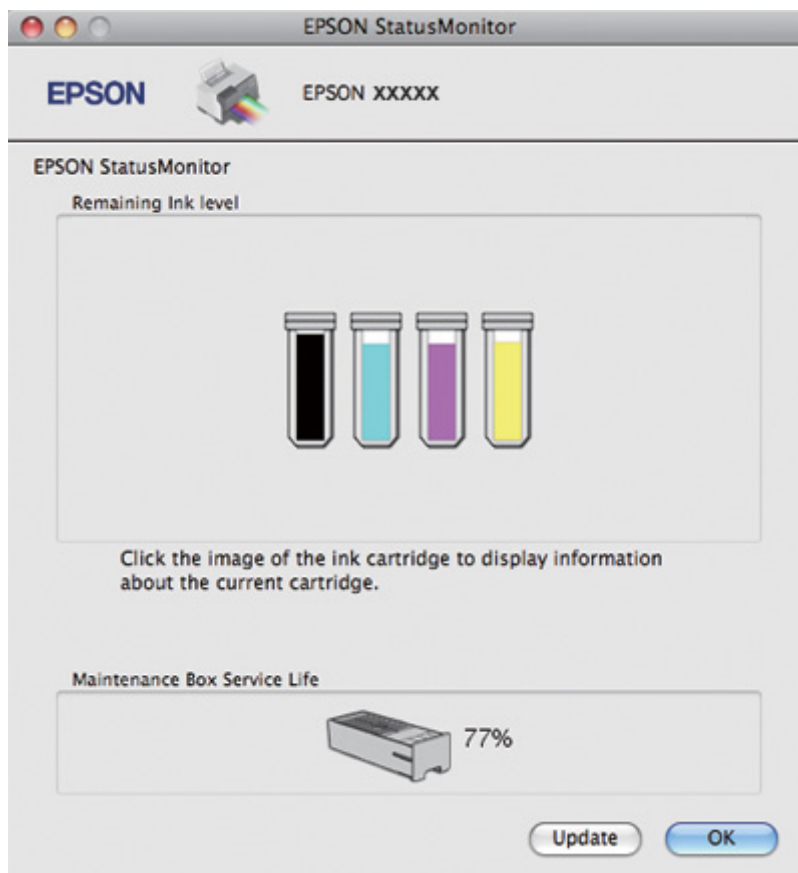 EPSON StatusMonitor
EPSON
EPSON XXXXX
EPSON StatusMonitor
Remaining Ink level
Click the image of the ink cartridge to display information
about the current cartridge.
Maintenance Box Service Life
77%
Update
OK